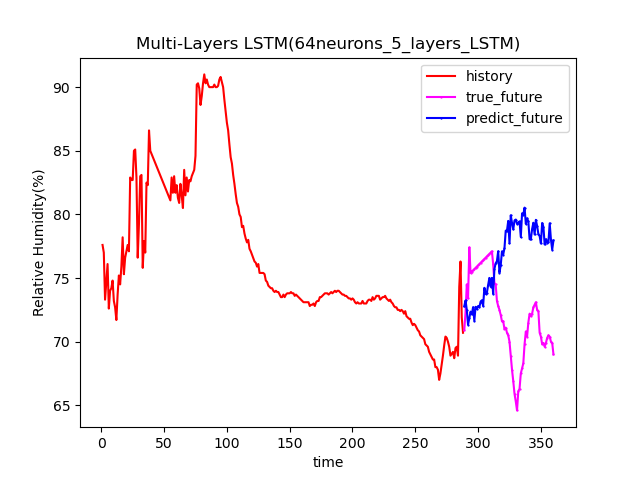 Multi-Layers LSTM(64neurons_5_layers_LSTM)
history
true_future
predict_future
Relative Humidity(%)
90
85
80
75
70
65
0 50 100 150 200 250 300 350
time